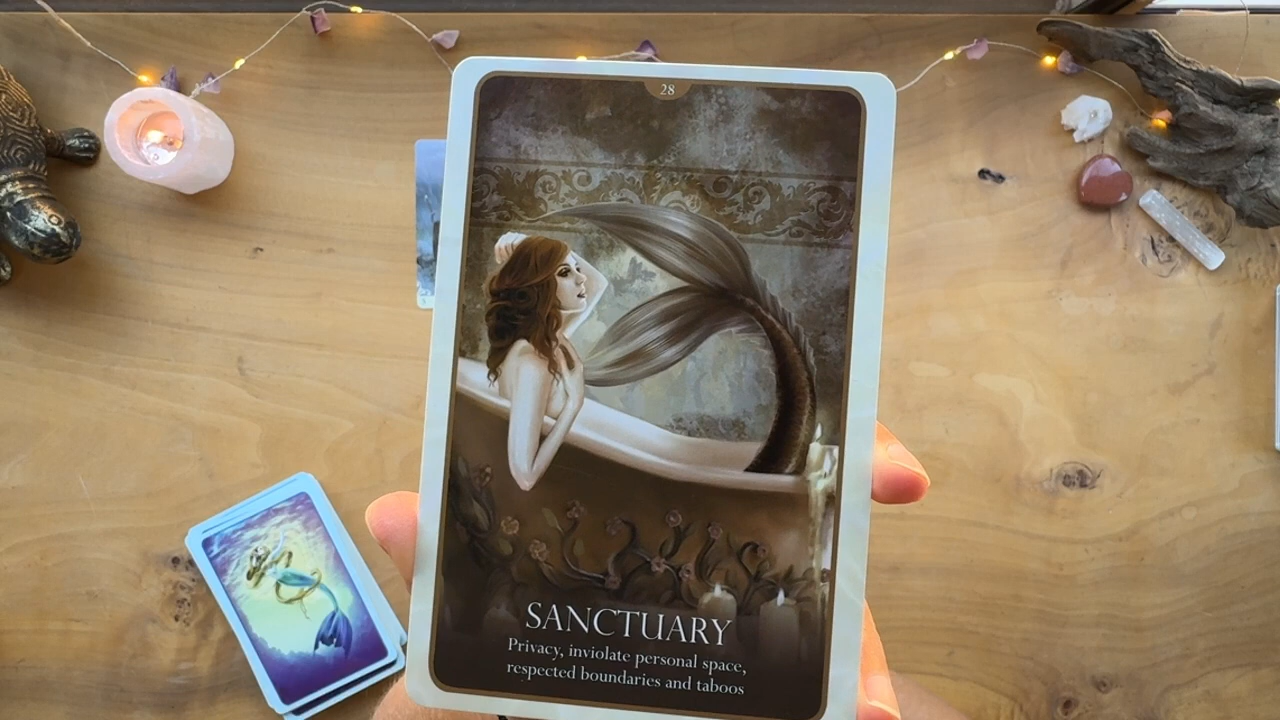 28
SANCTUARY
Privacy, inviolate personal space,
respected boundaries and taboos